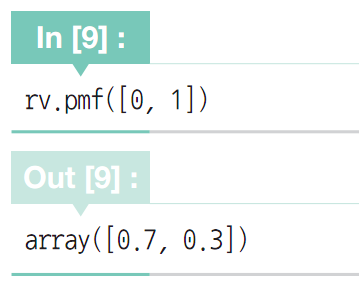 In [9] :
rv.pmf([0, 1])
Out [9] :
array([0.7, 0.3])